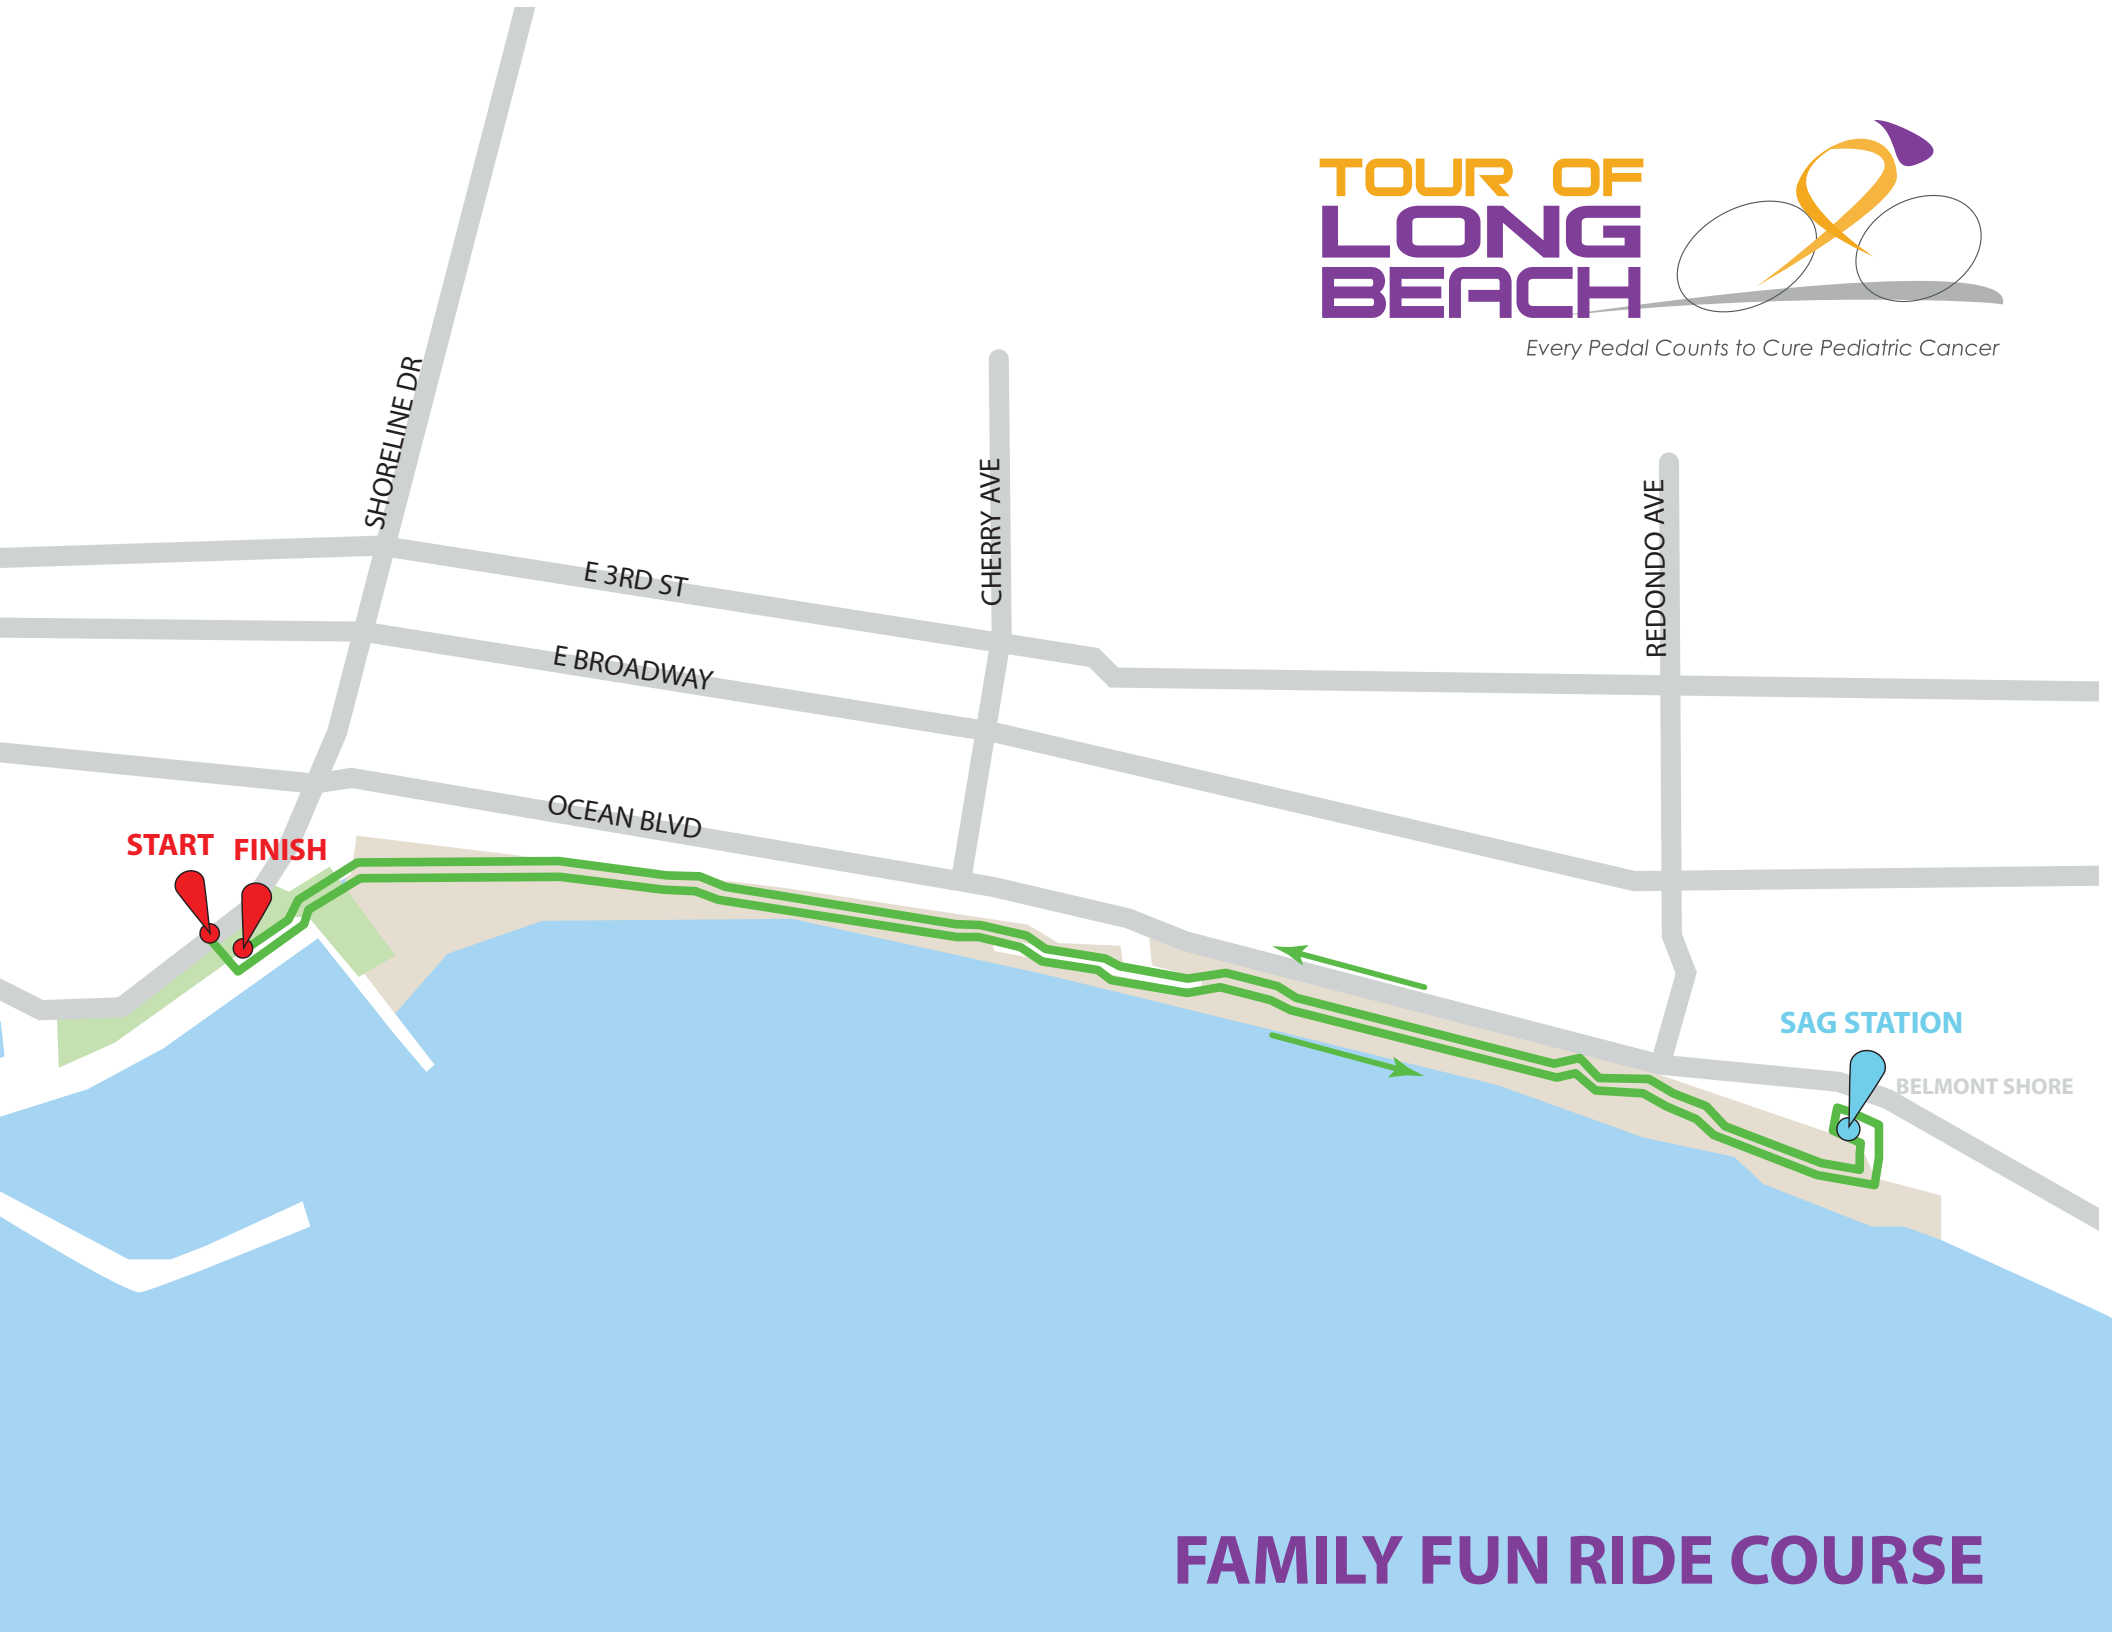 TOUR OF
LONG
BEACH
Every Pedal Counts to Cure Pediatric Cancer
SHORELINE DR
CHERRY AVE
REDONDO AVE
E 3RD ST
E BROADWAY
OCEAN BLVD
START
FINISH
SAG STATION
BELMONT SHORE
FAMILY FUN RIDE COURSE